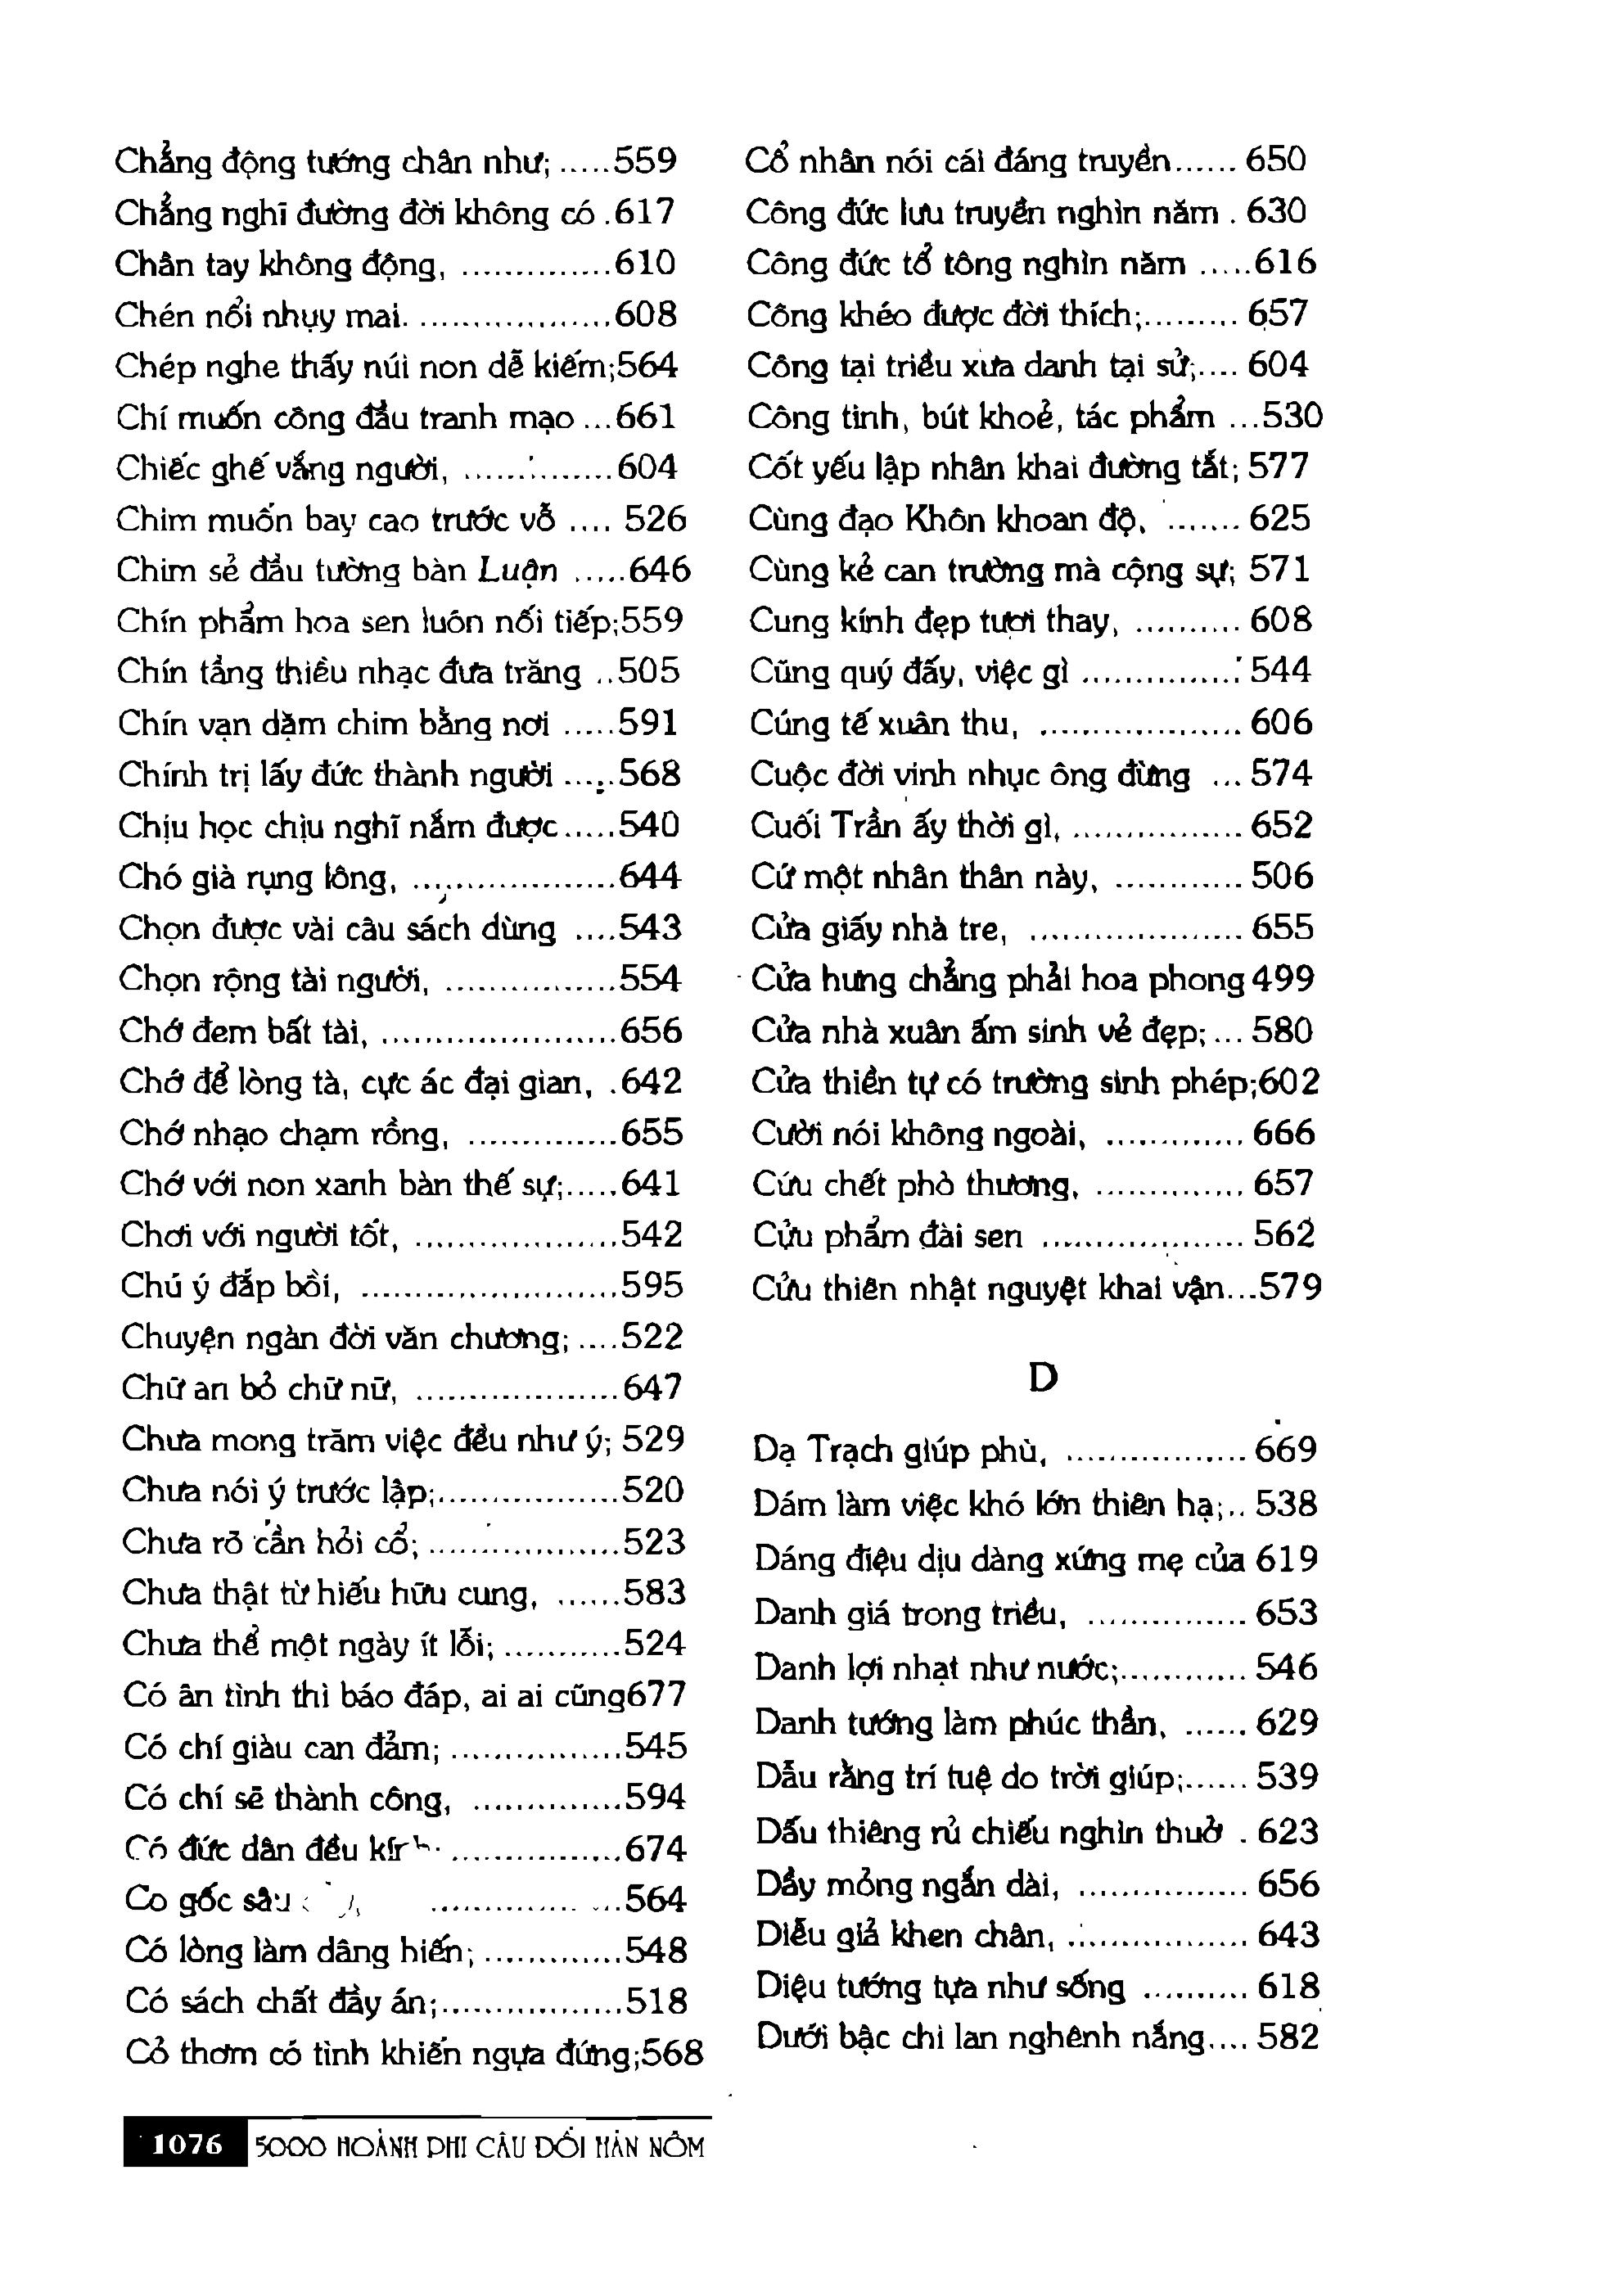 Chẳng động tướng chân như; .....559
Chẳng nghĩ đường đời không có .617
Chân tay không động, ..............610
Chén nổi nhụy mai. ..................608
Chép nghe thấy núi non dễ kiếm;564
Chí muốn công đầu tranh mạo ...661
Chiếc ghế vắng người, ..............604
Chim muốn bay cao trước vỗ .... 526
Chim sẻ đầu tường bàn Luận .....646
Chín phẩm hoa sen luôn nối tiếp;559
Chín tầng thiều nhạc đưa trăng ..505
Chín vạn dặm chim bằng nơi .....591
Chính trị lấy đức thành người .....568
Chịu học chịu nghĩ nắm được.....540
Chó già rụng lông, ...................644
Chọn được vài câu sách dùng ....543
Chọn rộng tài người, ................554
Chớ đem bất tài, ......................656
Chớ để lòng tà, cực ác đại gian, .642
Chớ nhạo chạm rồng, ..............655
Chớ với non xanh bàn thế sự;.....641
Chơi với người tốt, ...................542
Chú ý đắp bồi, ........................595
Chuyện ngàn đời văn chương; ....522
Chữ an bỏ chữ nữ, ...................647
Chưa mong trăm việc đều như ý; 529
Chưa nói ý trước lập;.................520
Chưa rõ cần hỏi cổ; ..................523
Chưa thật từ hiếu hữu cung, ......583
Chưa thể một ngày ít lỗi; ...........524
Có ân tình thì báo đáp, ai ai cũng677
Có chí giàu can đảm; ................545
Có chí sẽ thành công, ..............594
Có đức dân đều ................674
Co gốc sâu .................564
Có lòng làm dâng hiến; .............548
Có sách chất đầy án;.................518
Cỏ thơm có tình khiến ngựa đứng;568
Cổ nhân nói cái đáng truyền...... 650
Công đức lưu truyền nghìn năm . 630
Công đức tổ tông nghìn năm .....616
Công khéo được đời thích;......... 657
Công tại triều xưa danh tại sử;.... 604
Công tinh, bút khoẻ, tác phẩm ...530
Cốt yếu lập nhân khai đường tắt; 577
Cùng đạo Khôn khoan độ, ....... 625
Cùng kẻ can trường mà cộng sự; 571
Cung kính đẹp tươi thay, .......... 608
Cũng quý đấy, việc gì .............. 544
Cúng tế xuân thu, ................... 606
Cuộc đời vinh nhục ông đừng ... 574
Cuối Trần ấy thời gì, ................ 652
Cứ một nhân thân này, ............ 506
Cửa giấy nhà tre, .................... 655
Cửa hưng chẳng phải hoa phong 499
Cửa nhà xuân ấm sinh vẻ đẹp; ... 580
Cửa thiền tự có trường sinh phép;602
Cười nói không ngoài, ............. 666
Cứu chết phò thương, .............. 657
Cửu phẩm đài sen ................... 562
Cửu thiên nhật nguyệt khai vận...579
D
Dạ Trạch giúp phù, ................. 669
Dám làm việc khó lớn thiên hạ;.. 538
Dáng điệu dịu dàng xứng mẹ của 619
Danh giá trong triều, ............... 653
Danh lợi nhạt như nước;............ 546
Danh tướng làm phúc thần, ...... 629
Dẫu rằng trí tuệ do trời giúp;...... 539
Dấu thiêng rủ chiếu nghìn thuở . 623
Dầy mỏng ngắn dài, ................ 656
Diễu giả khen chân, ................. 643
Diệu tướng tựa như sống .......... 618
Dưới bậc chi lan nghênh nắng.... 582
1076 5000 HOÀNH PHI CÂU ĐỐI HÁN NÔM